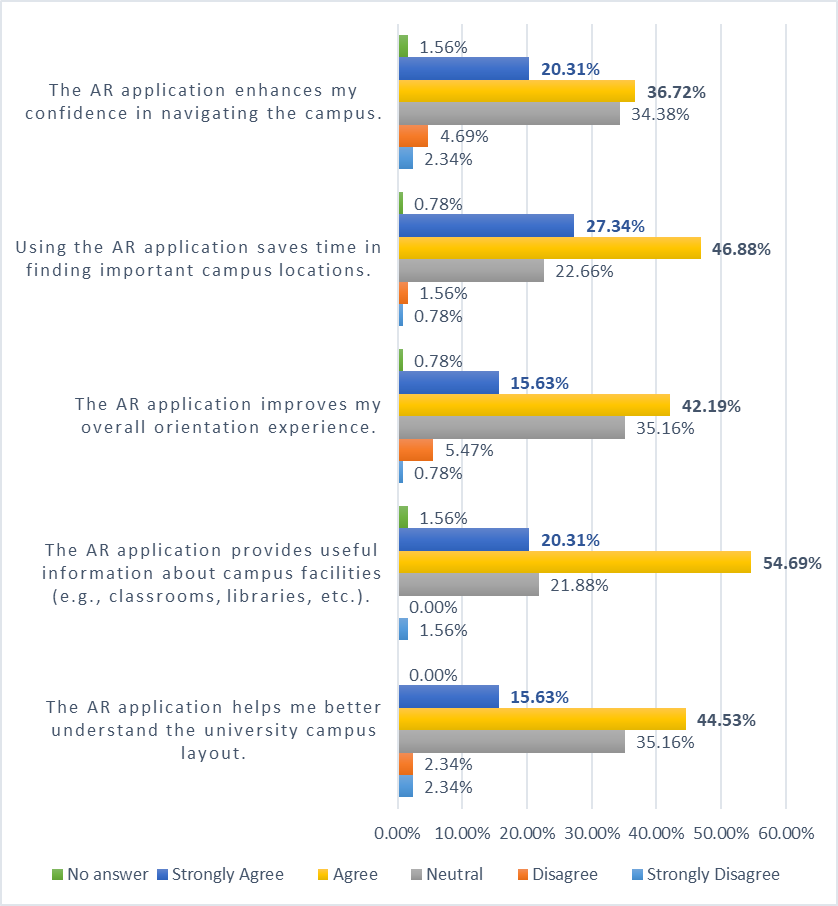 1.56%
20.31%
The AR application enhances my
36.72%
confidence in navigating the campus.
34.38%
4.69%
2.34%
0.78%
27.34%
Using the AR application saves time in
46.88%
finding important campus locations.
22.66%
1.56%
0.78%
0.78%
15.63%
The AR application improves my
42.19%
overall orientation experience.
35.16%
5.47%
0.78%
1.56%
20.31%
The AR application provides useful
54.69%
information about campus facilities
21.88%
(e.g., classrooms, libraries, etc.).
0.00%
1.56%
0.00%
15.63%
The AR application helps me better
44.53%
understand the university campus
35.16%
layout.
2.34%
2.34%
0.00% 10.00% 20.00% 30.00% 40.00% 50.00% 60.00%
No answer Strongly Agree Agree Neutral Disagree Strongly Disagree